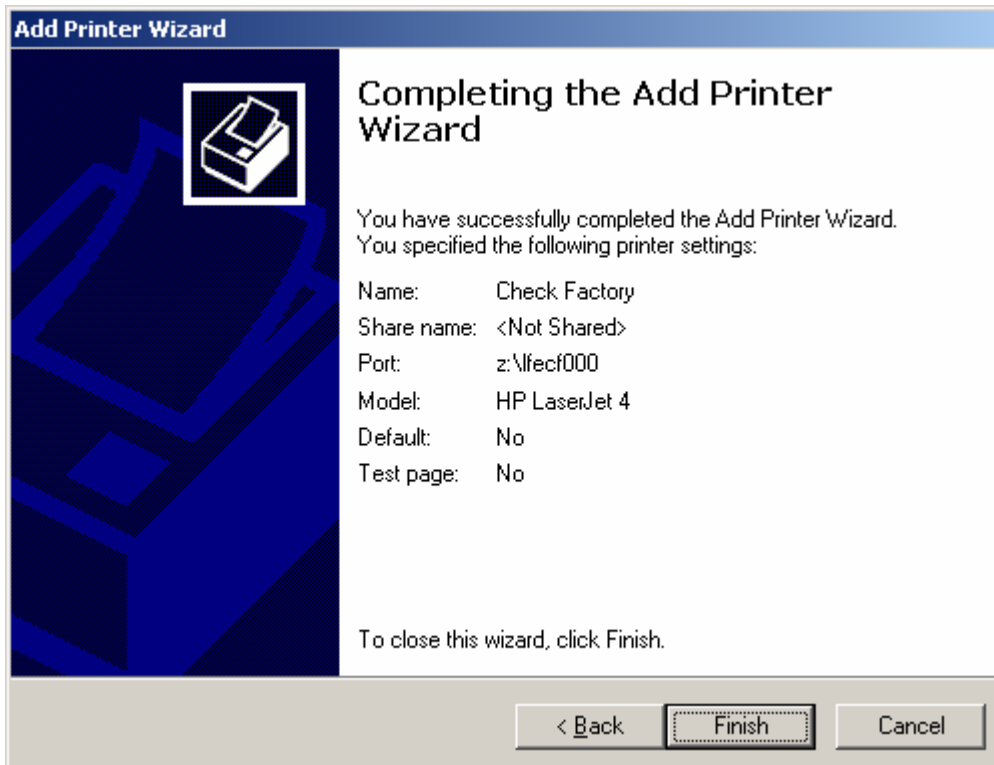 Add Printer Wizard
Completing the Add Printer
Wizard
You have successfully completed the Add Printer Wizard.
You specified the following printer settings:
Name: Check Factory
Share name: <Not Shared>
Port: z:\lfecf000
Model: HP LaserJet 4
Default: No
Test page: No
To close this wizard, click Finish.
< Back Finish Cancel